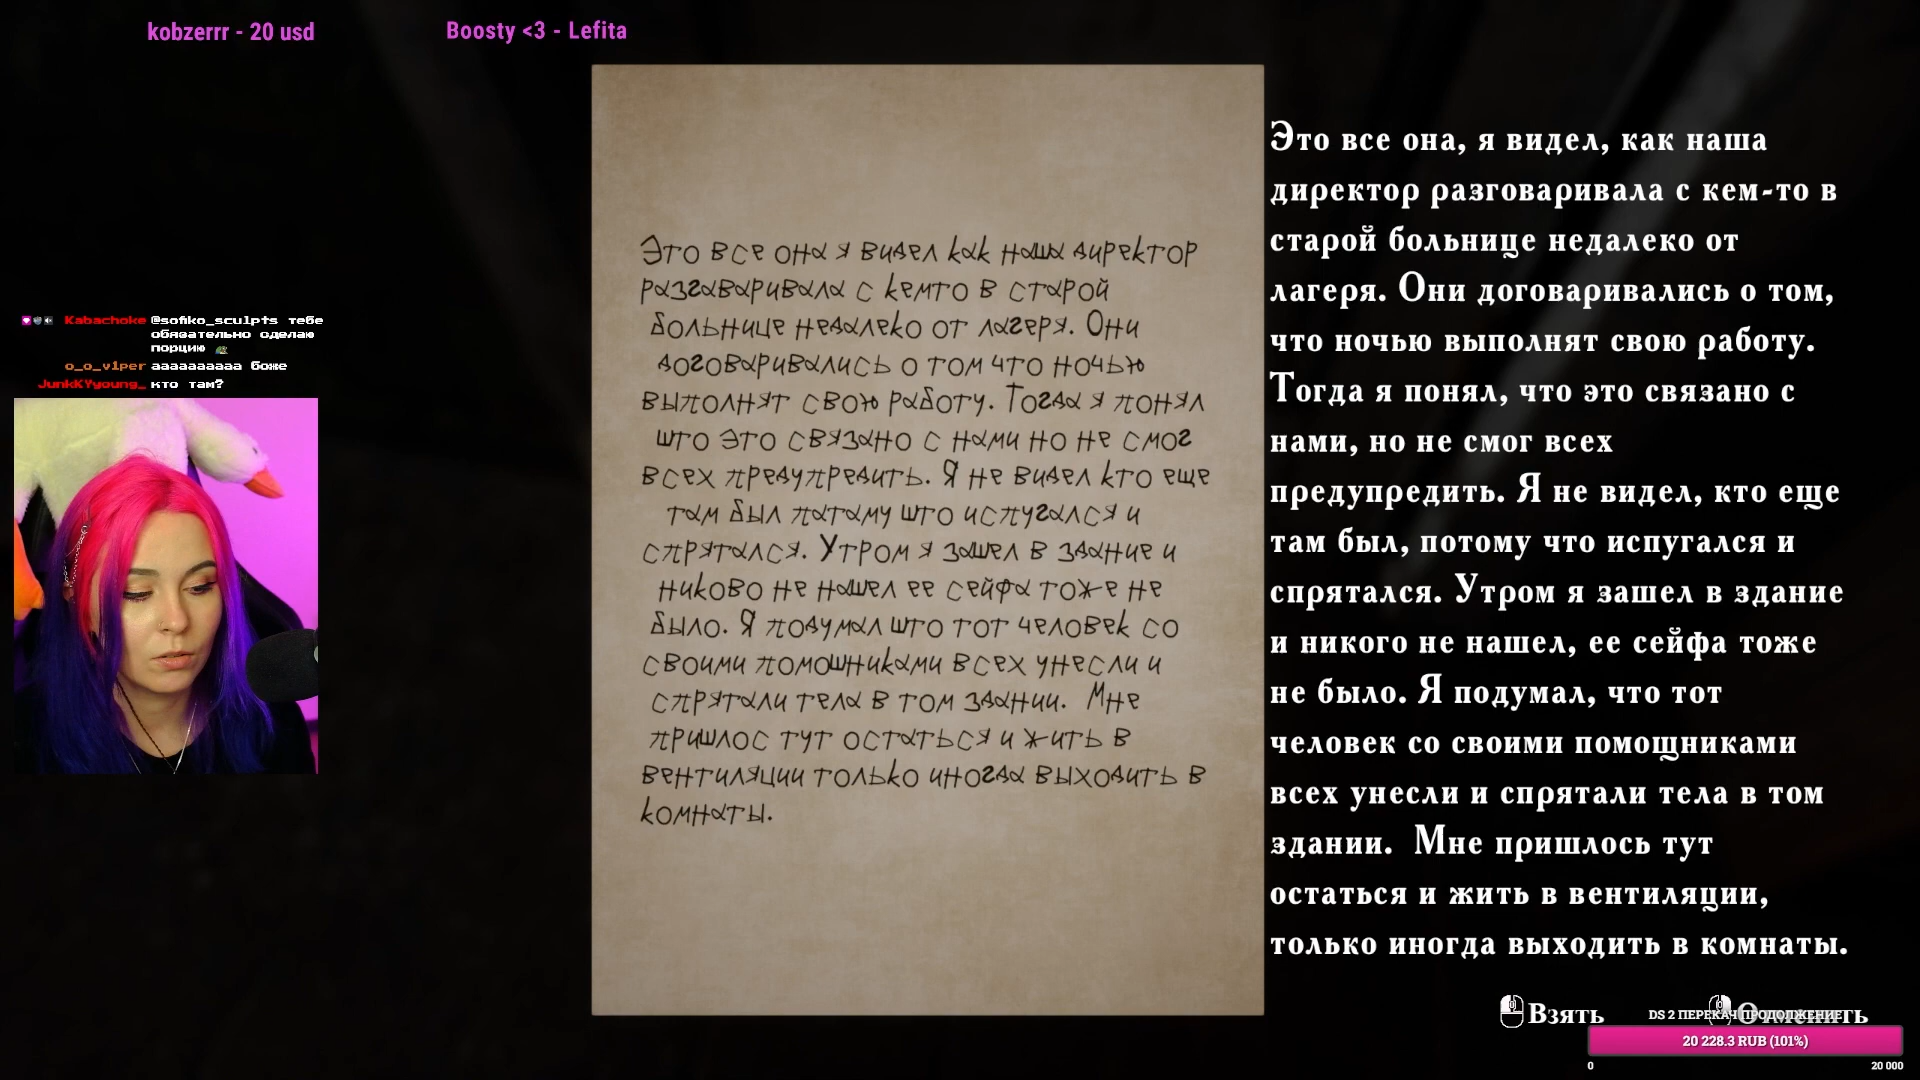 kobzerrr - 20 usd
Boosty <3 - Lefita
Kabachoke @sofiko_sculpts тебе
обязательно сделаю
порцию
o_o_v1per аааааааааа боже
JunkKYyoung_ кто там?
Это все она я видел как наша директор
разгаваривала с кемто в старой
больнице недалеко от лагеря. Они
договаривались о том что ночью
выполнят свою работу. Тогда я понял
што это связано с нами но не смог
всех предупредить. Я не видел кто еще
там был патаму што испугался и
спрятался. Утром я зашел в здание и
никово не нашел ее сейфа тоже не
было. Я подумал што тот человек со
своими помошниками всех унесли и
спрятали тела в том здании. Мне
пришлос тут остаться и жить в
вентиляции только иногда выходить в
комнаты.
Это все она, я видел, как наша
директор разговаривала с кем-то в
старой больнице недалеко от
лагеря. Они договаривались о том,
что ночью выполнят свою работу.
Тогда я понял, что это связано с
нами, но не смог всех
предупредить. Я не видел, кто еще
там был, потому что испугался и
спрятался. Утром я зашел в здание
и никого не нашел, ее сейфа тоже
не было. Я подумал, что тот
человек со своими помощниками
всех унесли и спрятали тела в том
здании. Мне пришлось тут
остаться и жить в вентиляции,
только иногда выходить в комнаты.
Взять
Отменить
DS 2 ПЕРЕКАЧ ПРОДОЛЖЕНИЕ
20 228.3 RUB (101%)
0
20 000